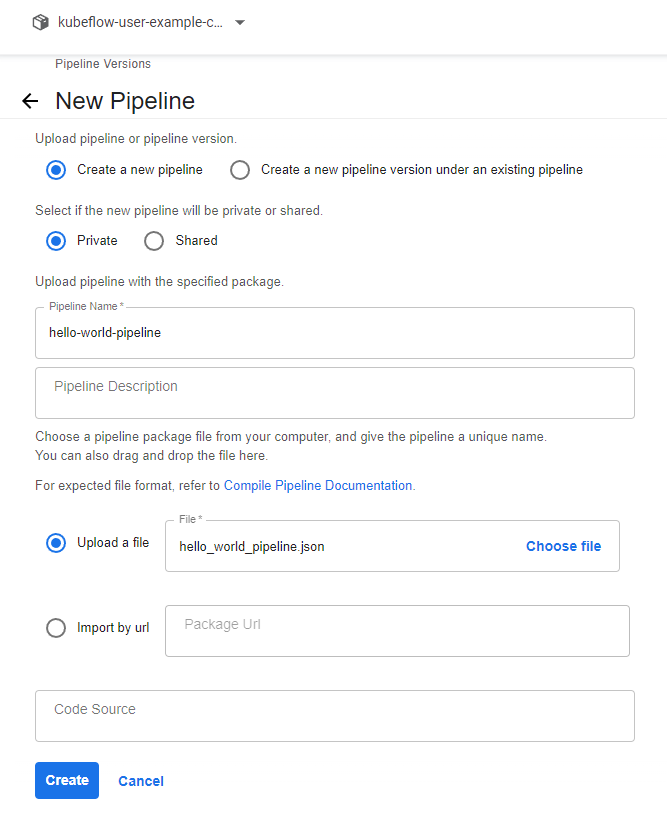 kubeflow-user-example-c...
Pipeline Versions
New Pipeline
Upload pipeline or pipeline version.
Create a new pipeline Create a new pipeline version under an existing pipeline
Select if the new pipeline will be private or shared.
Private Shared
Upload pipeline with the specified package.
Pipeline Name *
hello-world-pipeline
Pipeline Description
Choose a pipeline package file from your computer, and give the pipeline a unique name.
You can also drag and drop the file here.
For expected file format, refer to Compile Pipeline Documentation.
File *
Upload a file hello_world_pipeline.json Choose file
Import by url Package Url
Code Source
Create Cancel